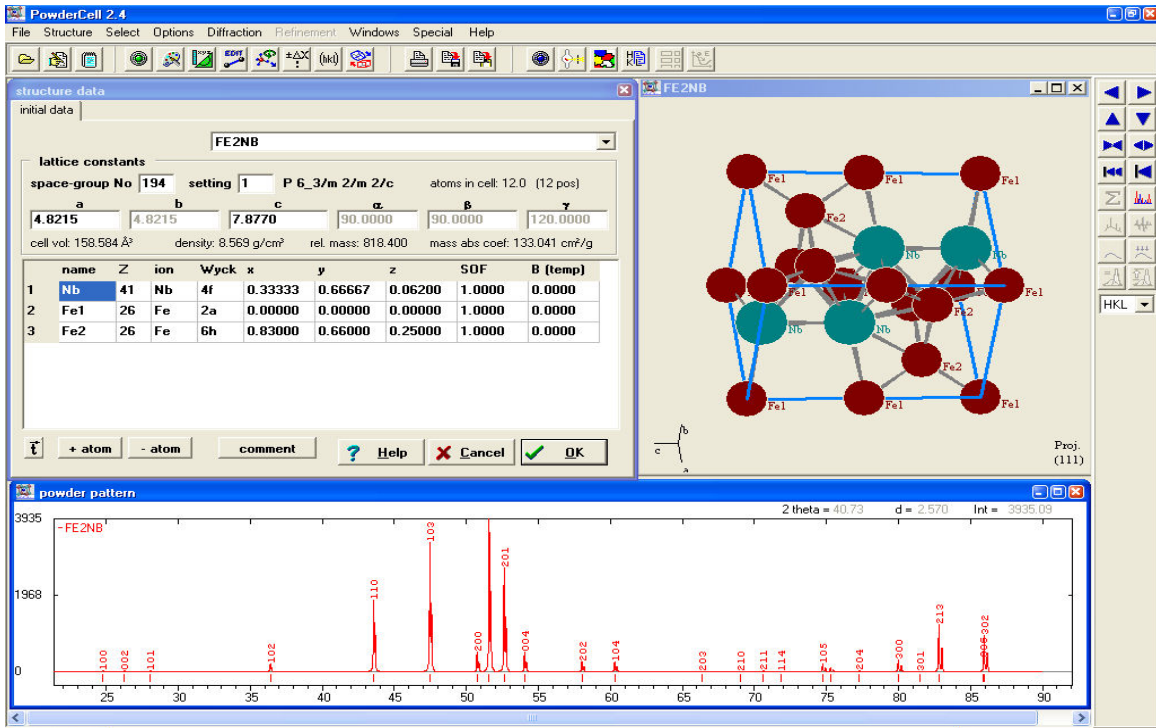 PowderCell 2.4
File Structure Select Options Diffraction Refinement Windows Special Help
EDIT ±ΔX (hkl)
structure data
initial data
FE2NB
lattice constants
space-group No 194 setting 1 P 6_3/m 2/m 2/c atoms in cell: 12.0 (12 pos)
a b c α β γ
4.8215 4.8215 7.8770 90.0000 90.0000 120.0000
cell vol: 158.584 Å³ density: 8.569 g/cm³ rel. mass: 818.400 mass abs coef: 133.041 cm²/g
name Z ion Wyck x y z SOF B (temp)
1 Nb 41 Nb 4f 0.33333 0.66667 0.06200 1.0000 0.0000
2 Fe1 26 Fe 2a 0.00000 0.00000 0.00000 1.0000 0.0000
3 Fe2 26 Fe 6h 0.83000 0.66000 0.25000 1.0000 0.0000
t + atom - atom comment ? Help Cancel OK
FE2NB
Fe1 Fe1 Fe1
Fe2
Nb Nb
Fe1 Fe1 Fe1
Fe2
Nb Nb
Fe2
Fe1 Fe1 Fe1
b
c
a
Proj.
(111)
Σ
HKL
powder pattern
2 theta = 40.73 d = 2.570 Int = 3935.09
3935
-FE2NB
1968
0
100 002 101 102 110 103 200 201 004 202 104 203 210 211 114 105 204 300 301 213 006 302
25 30 35 40 45 50 55 60 65 70 75 80 85 90